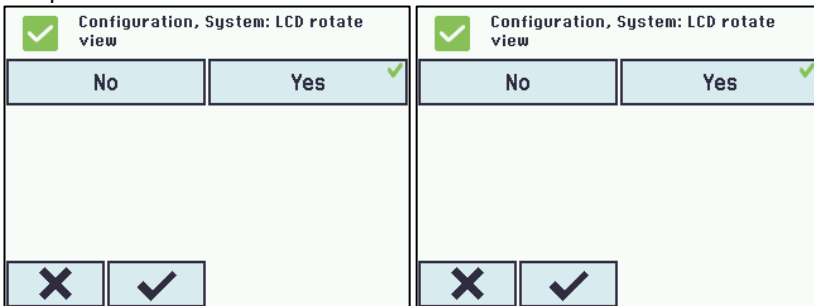 Configuration, System: LCD rotate
view
No
Yes
Configuration, System: LCD rotate
view
No
Yes